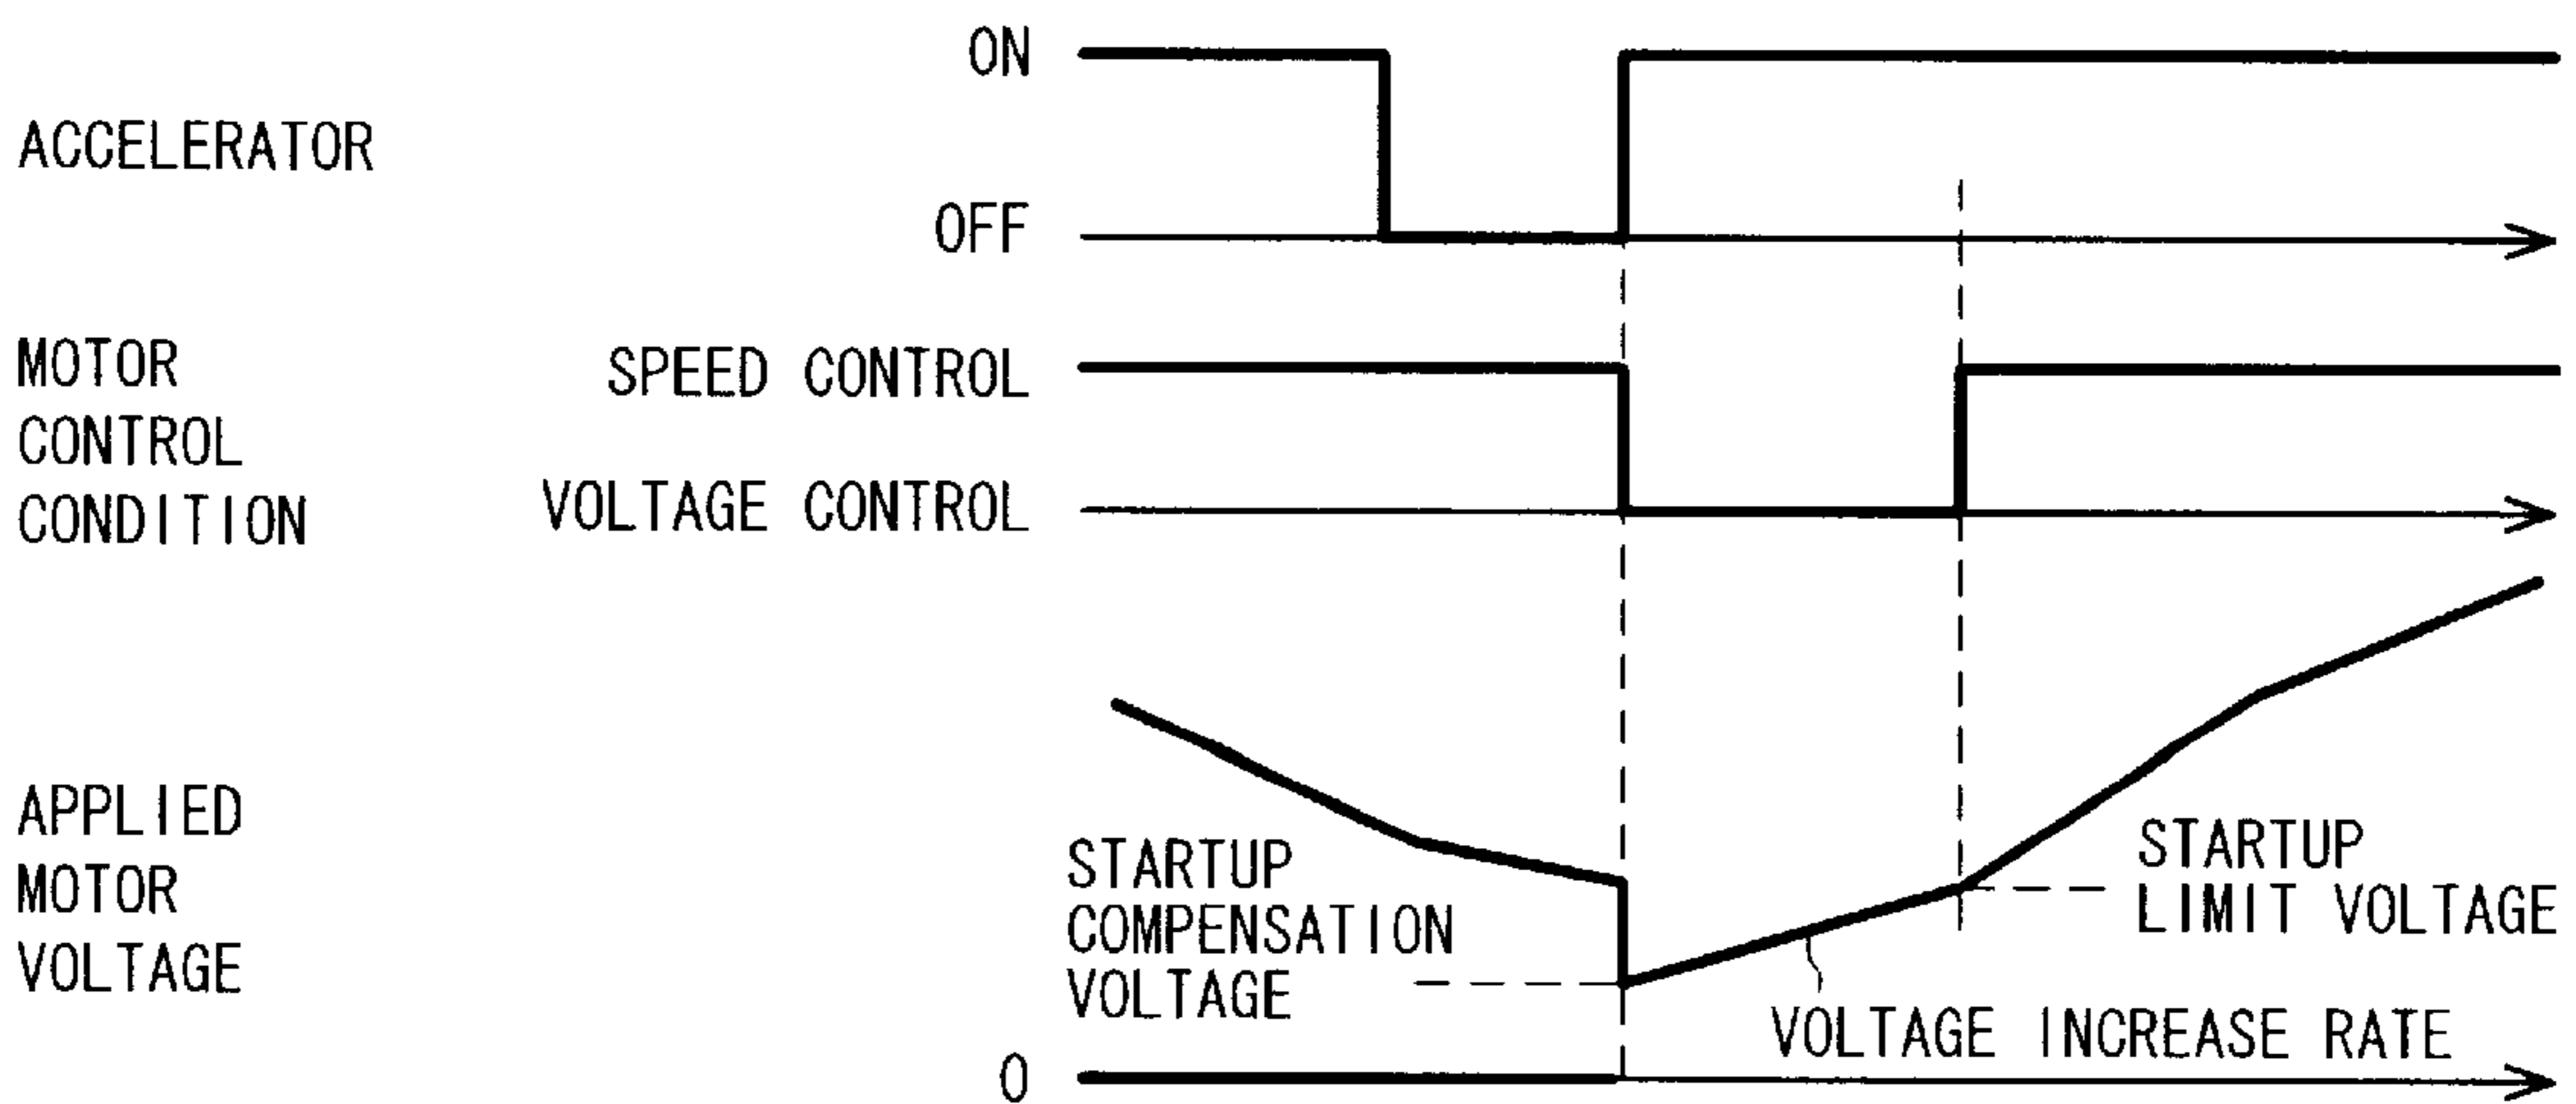 ON
ACCELERATOR
OFF
MOTOR
CONTROL
CONDITION
SPEED CONTROL
VOLTAGE CONTROL
APPLIED
MOTOR
VOLTAGE
STARTUP
COMPENSATION
VOLTAGE
STARTUP
LIMIT VOLTAGE
VOLTAGE INCREASE RATE
0